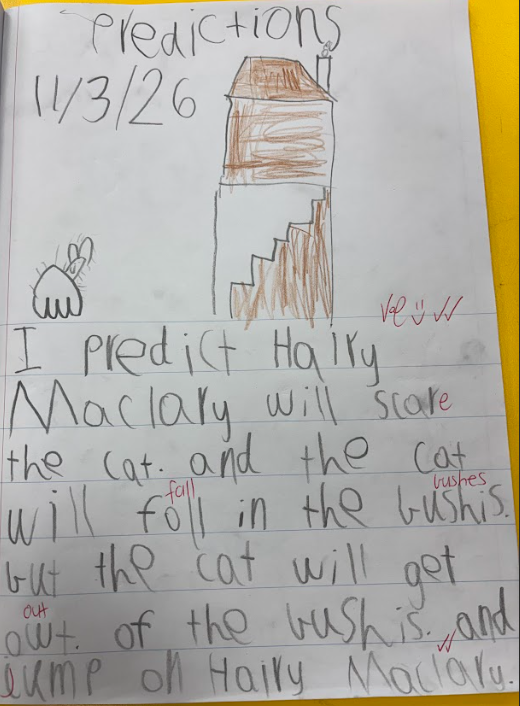 Predictions
11/3/26
I predict Hairy
Maclary will scare
the cat. and the cat
fall
bushes
will foll in the bushis.
but the cat will get
out
owt. of the bushis. and
jump on Hairy Maclary.